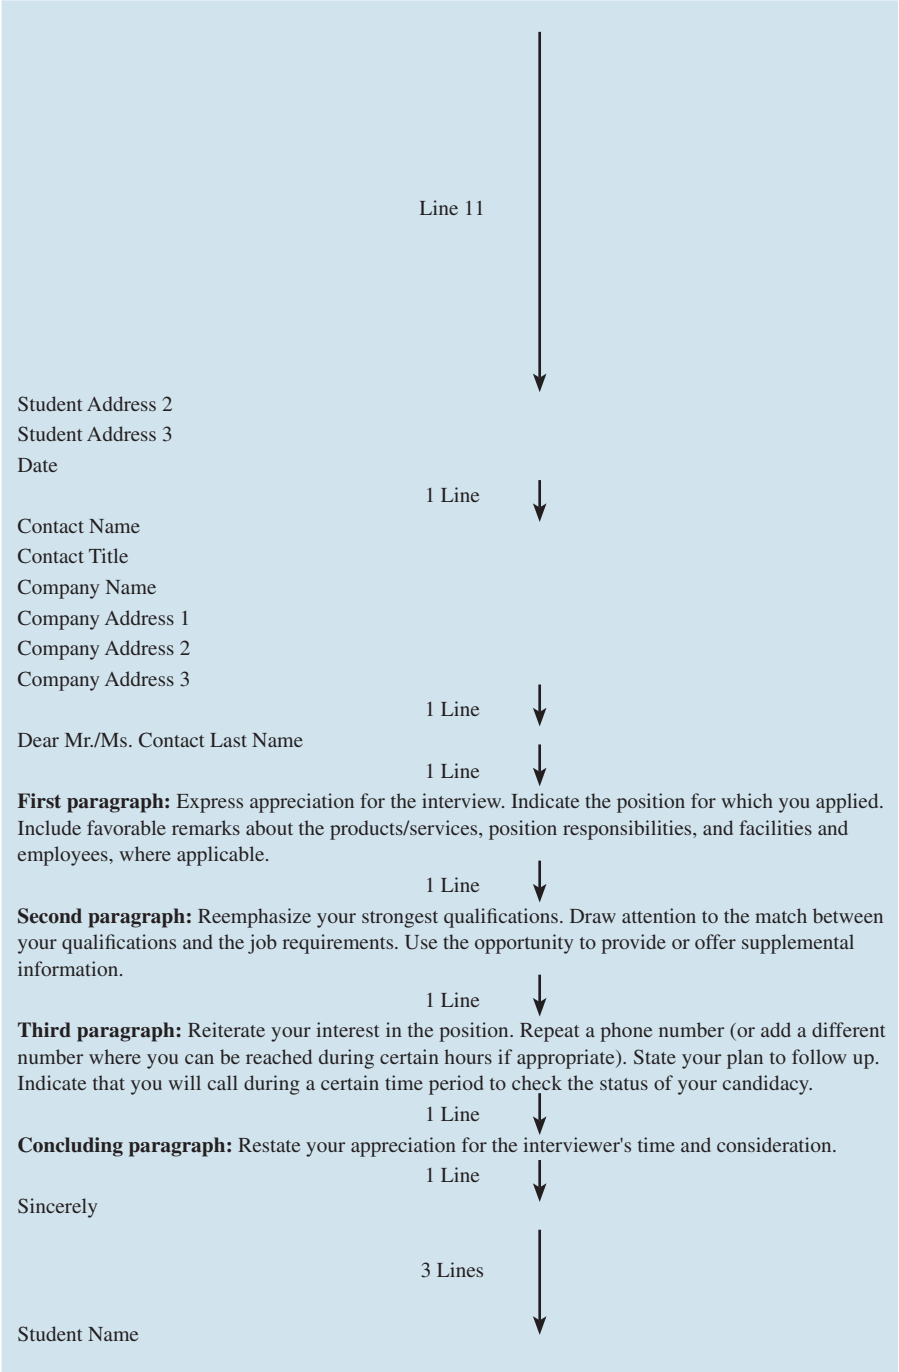 Line 11
Student Address 2
Student Address 3
Date
1 Line
Contact Name
Contact Title
Company Name
Company Address 1
Company Address 2
Company Address 3
1 Line
Dear Mr./Ms. Contact Last Name
1 Line
First paragraph: Express appreciation for the interview. Indicate the position for which you applied.
Include favorable remarks about the products/services, position responsibilities, and facilities and
employees, where applicable.
1 Line
Second paragraph: Reemphasize your strongest qualifications. Draw attention to the match between
your qualifications and the job requirements. Use the opportunity to provide or offer supplemental
information.
1 Line
Third paragraph: Reiterate your interest in the position. Repeat a phone number (or add a different
number where you can be reached during certain hours if appropriate). State your plan to follow up.
Indicate that you will call during a certain time period to check the status of your candidacy.
1 Line
Concluding paragraph: Restate your appreciation for the interviewer's time and consideration.
1 Line
Sincerely
3 Lines
Student Name